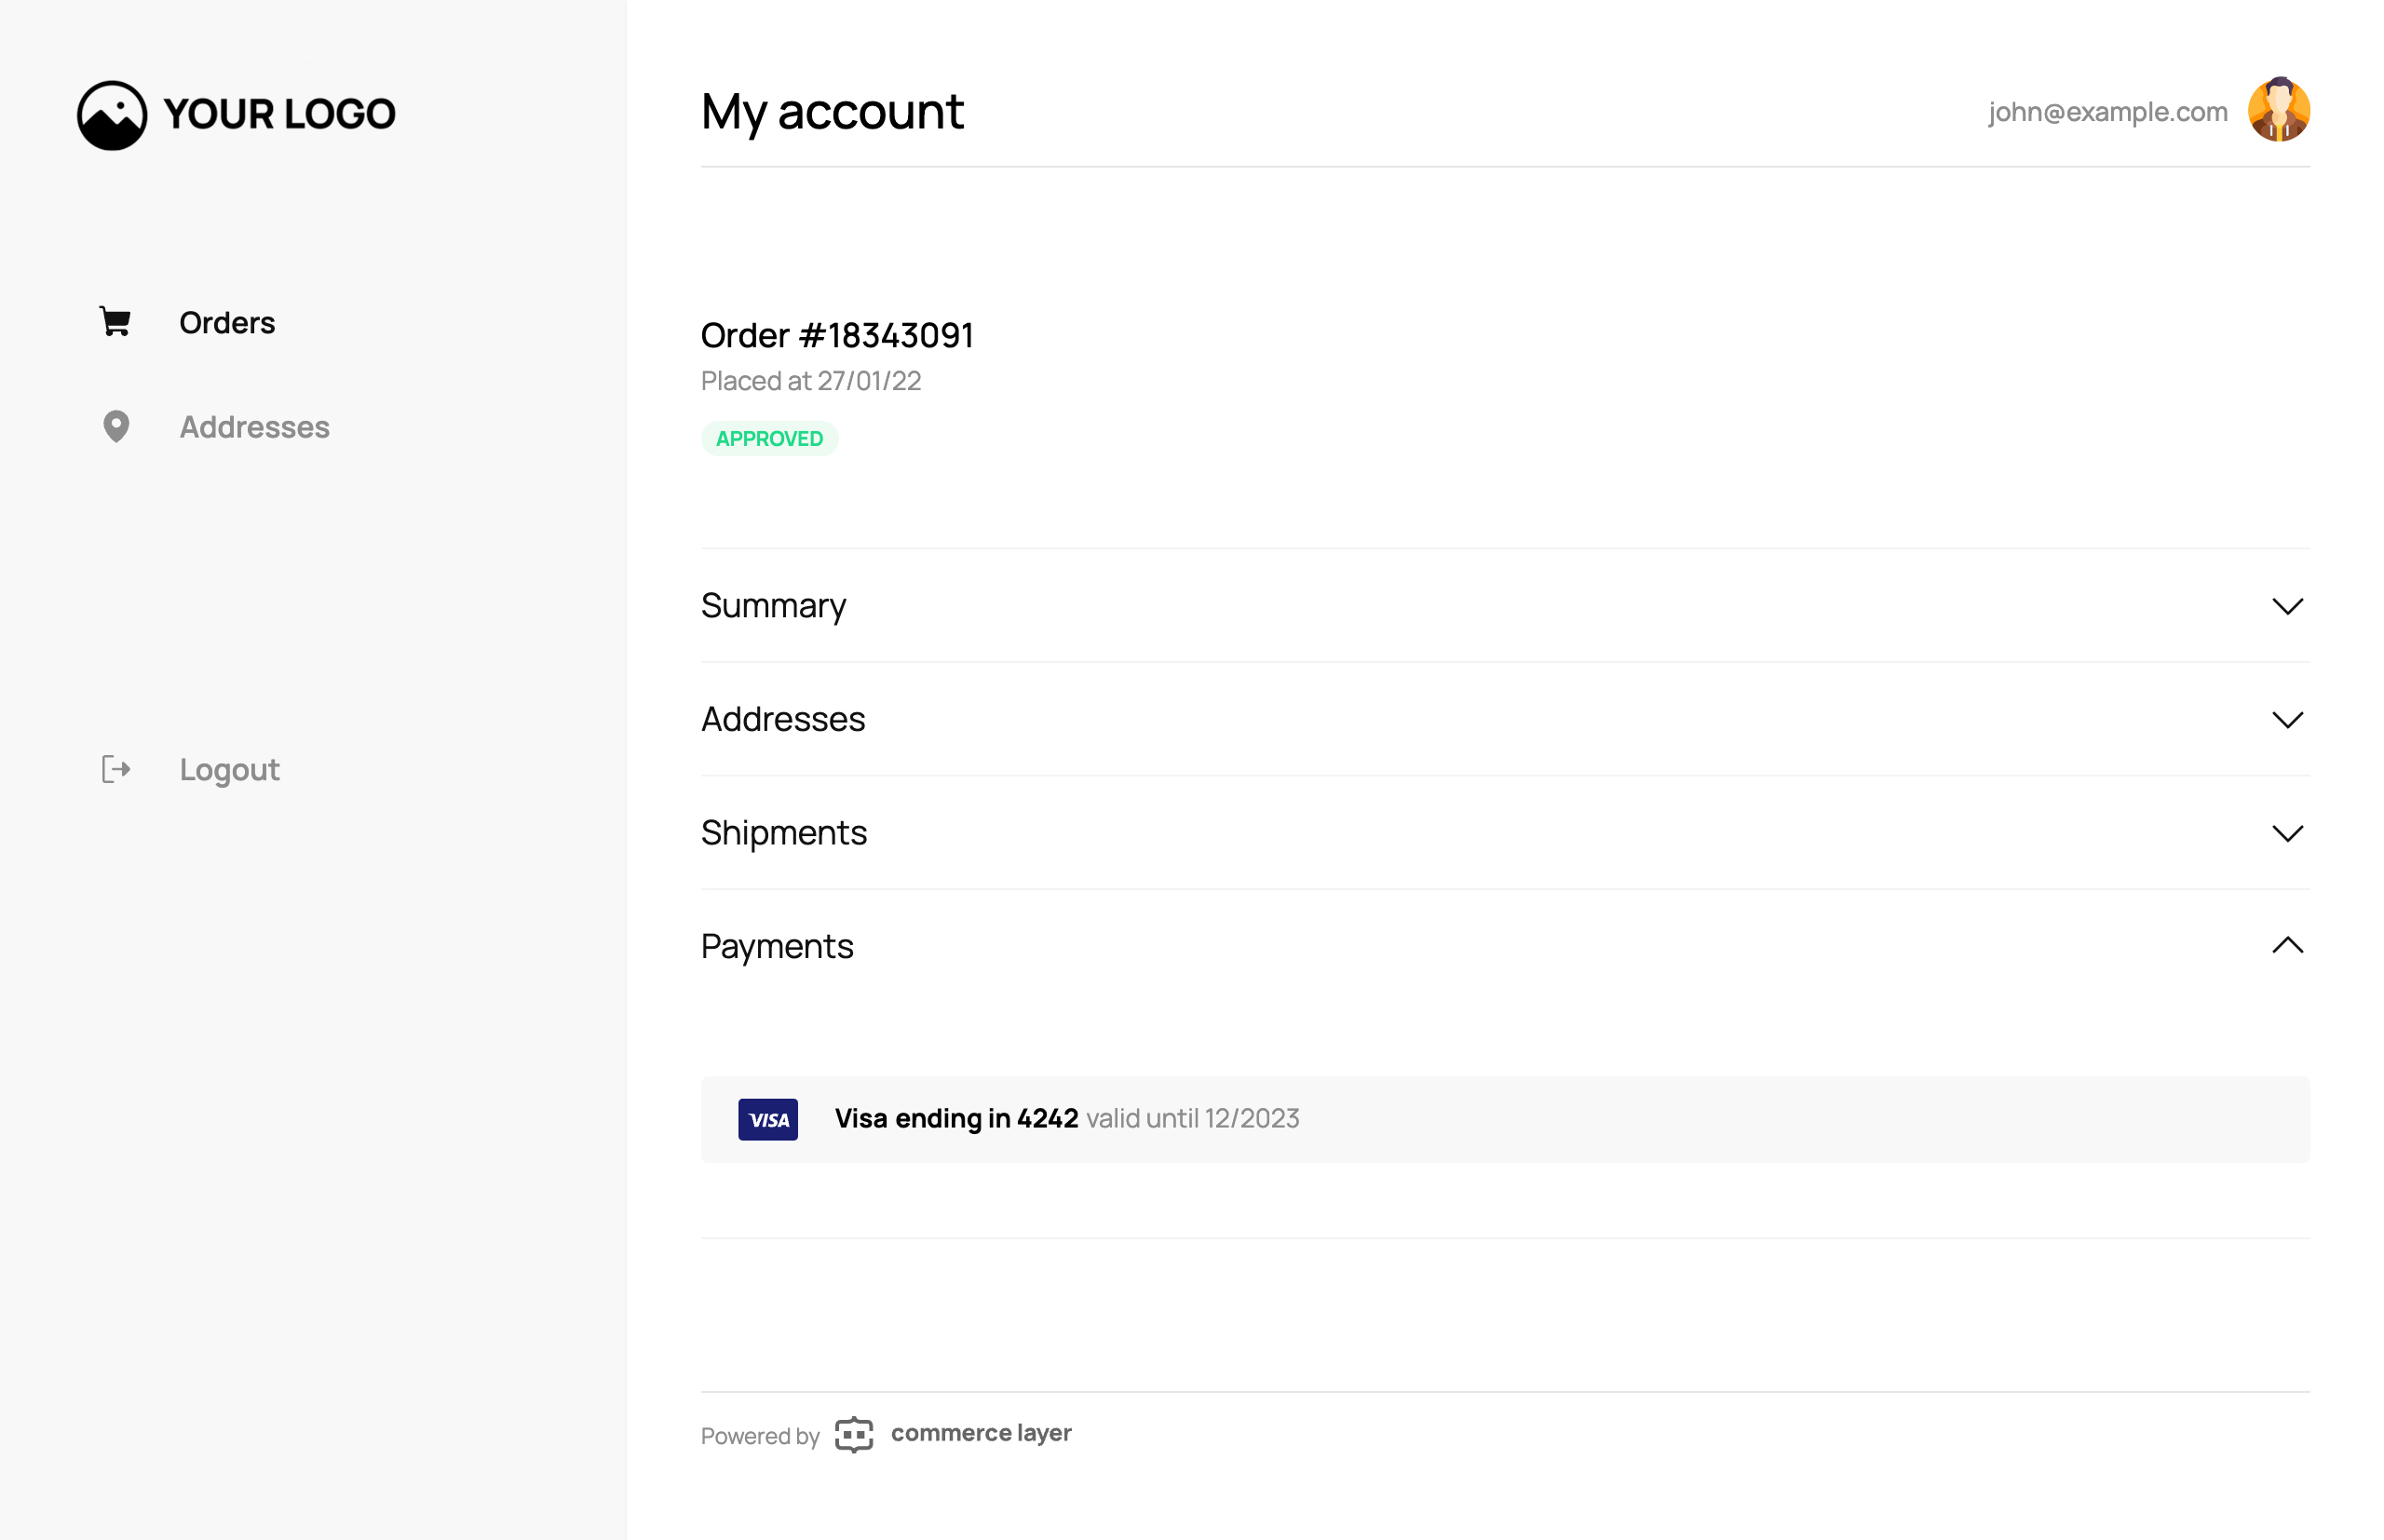 YOUR LOGO
Orders
Addresses
Logout
My account
john@example.com
Order #18343091
Placed at 27/01/22
APPROVED
Summary
Addresses
Shipments
Payments
VISA Visa ending in 4242 valid until 12/2023
Powered by commerce layer